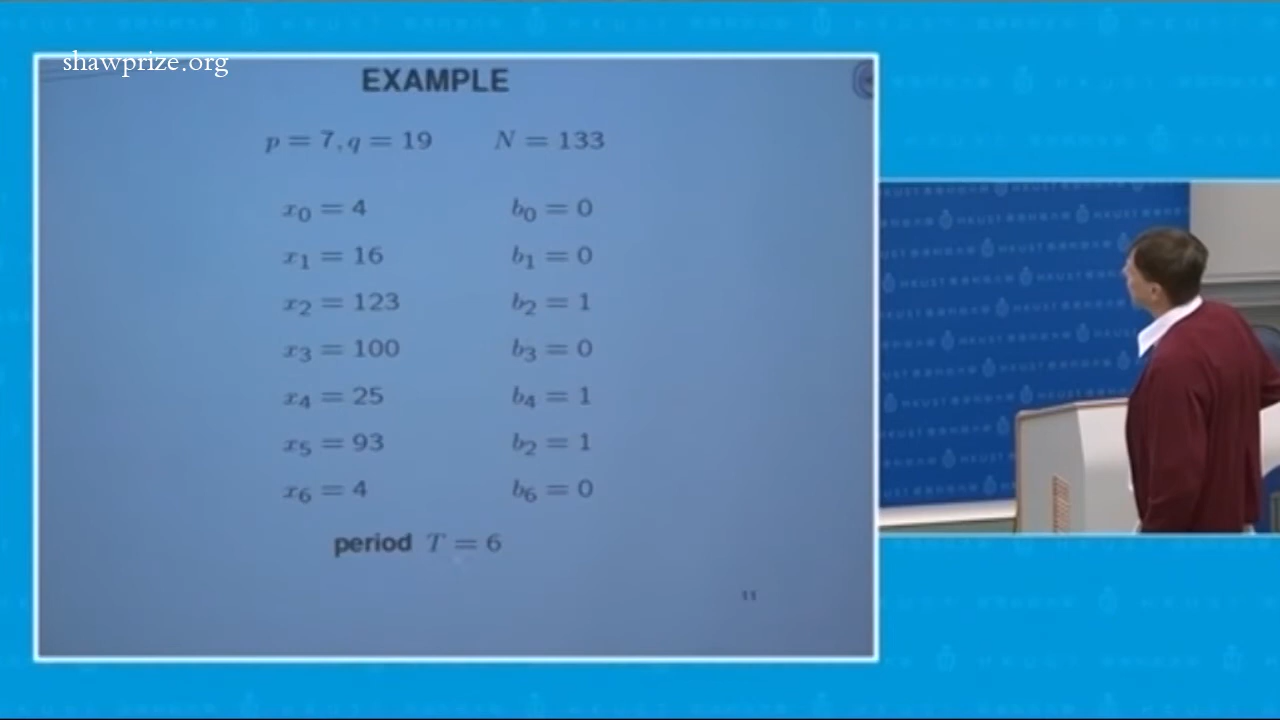 shawprize.org
EXAMPLE
p = 7, q = 19 N = 133
x₀ = 4 b₀ = 0
x₁ = 16 b₁ = 0
x₂ = 123 b₂ = 1
x₃ = 100 b₃ = 0
x₄ = 25 b₄ = 1
x₅ = 93 b₂ = 1
x₆ = 4 b₆ = 0
period T = 6
11